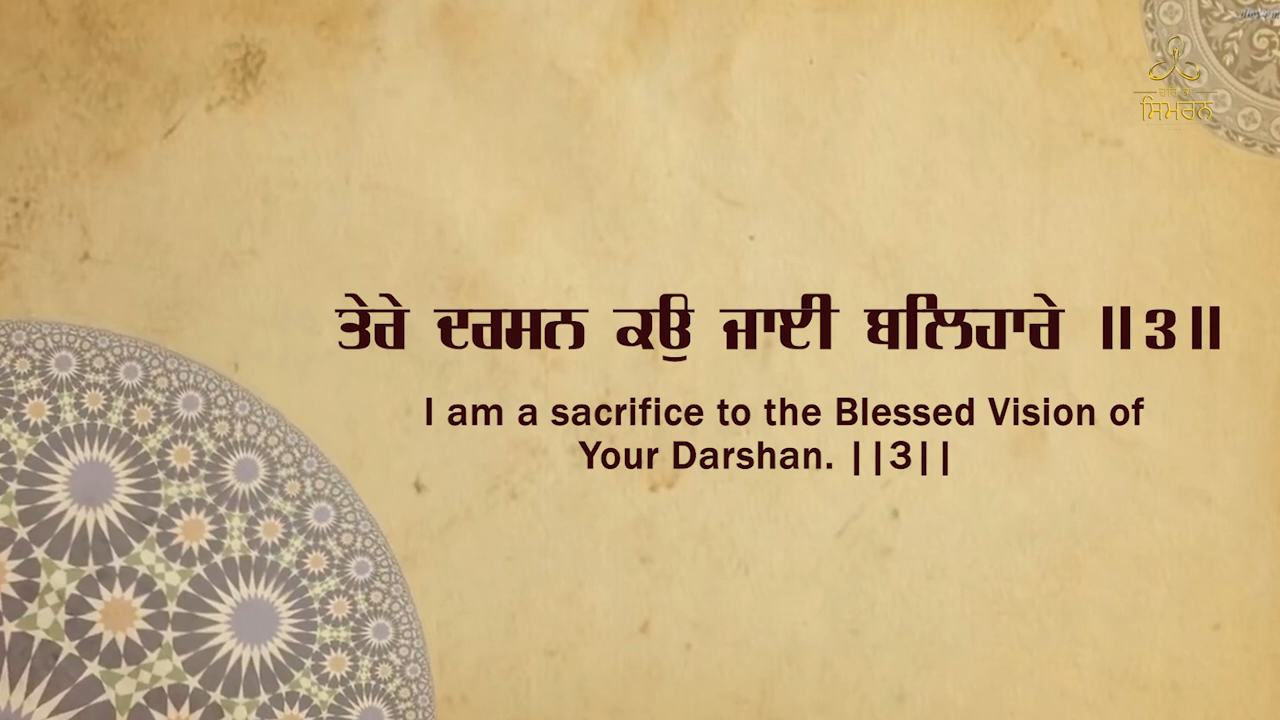 ਸਿਮਰਨ
ਤੇਰੇ ਦਰਸਨ ਕਉ ਜਾਈ ਬਲਿਹਾਰੇ ॥੩॥
I am a sacrifice to the Blessed Vision of
Your Darshan. ||3||